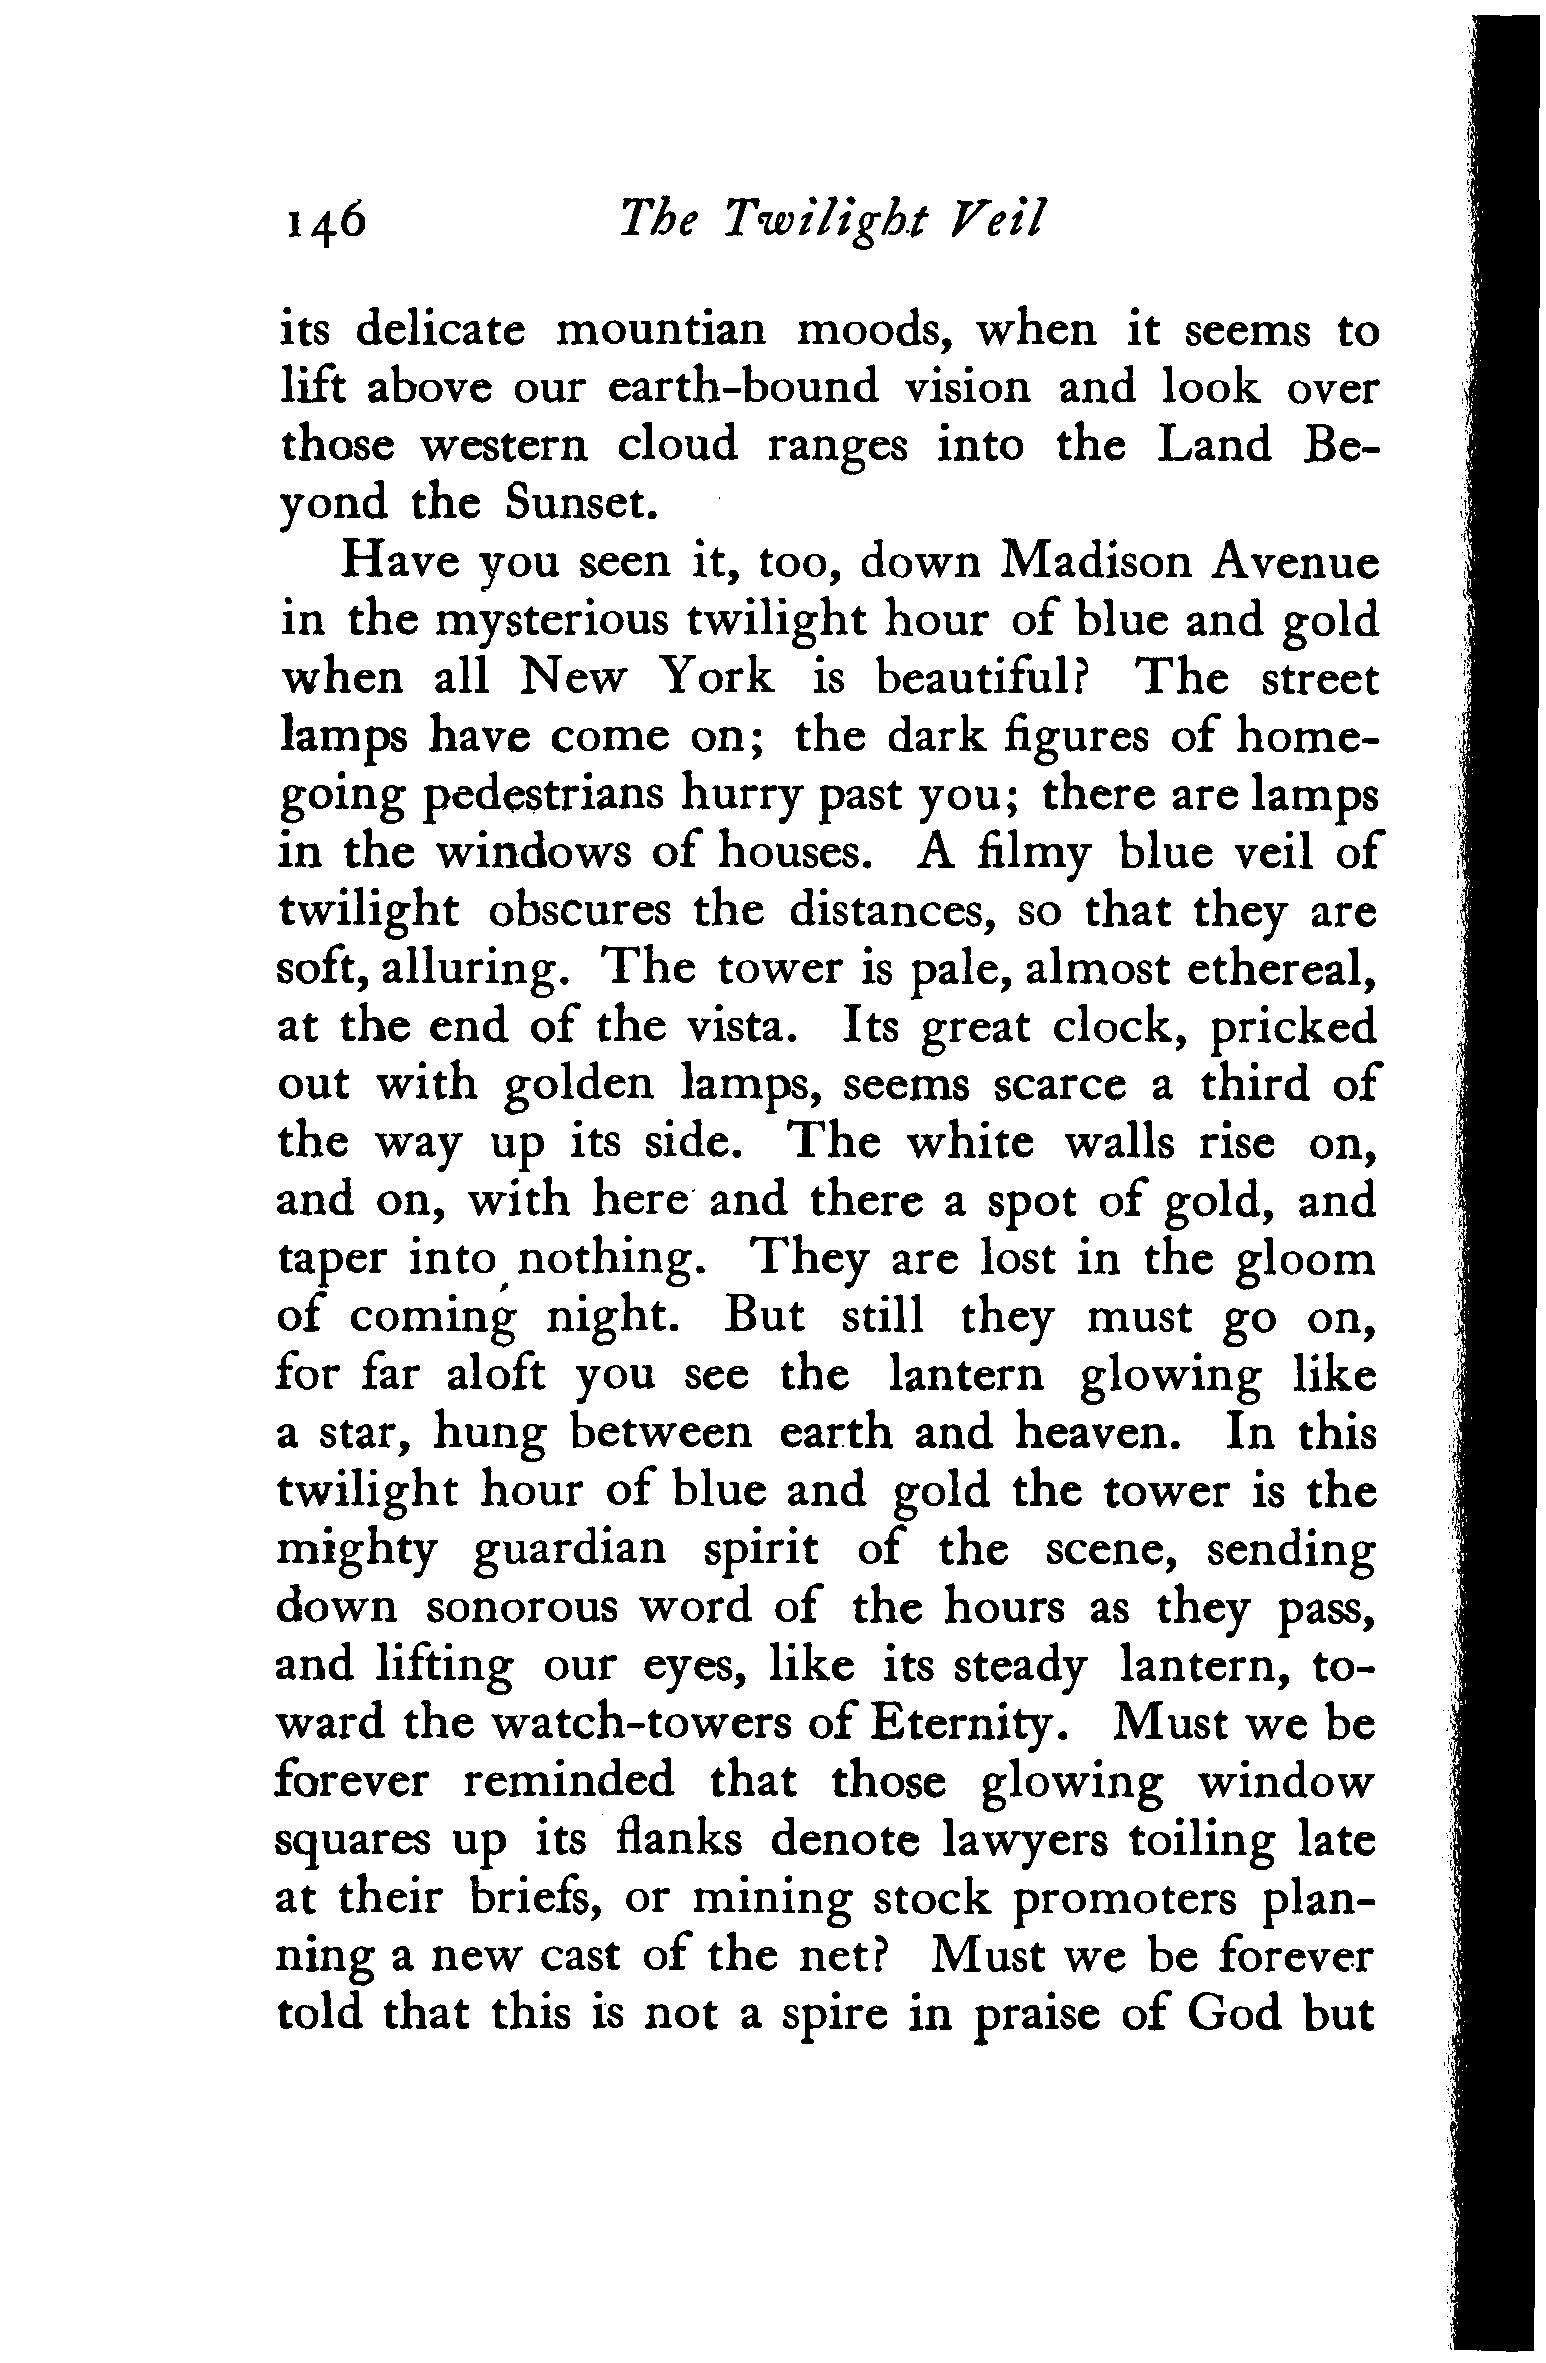 146 The Twilight Veil
its delicate mountian moods, when it seems to
lift above our earth-bound vision and look over
those western cloud ranges into the Land Be-
yond the Sunset.
Have you seen it, too, down Madison Avenue
in the mysterious twilight hour of blue and gold
when all New York is beautiful? The street
lamps have come on; the dark figures of home-
going pedestrians hurry past you; there are lamps
in the windows of houses. A filmy blue veil of
twilight obscures the distances, so that they are
soft, alluring. The tower is pale, almost ethereal,
at the end of the vista. Its great clock, pricked
out with golden lamps, seems scarce a third of
the way up its side. The white walls rise on,
and on, with here and there a spot of gold, and
taper into nothing. They are lost in the gloom
of coming night. But still they must go on,
for far aloft you see the lantern glowing like
a star, hung between earth and heaven. In this
twilight hour of blue and gold the tower is the
mighty guardian spirit of the scene, sending
down sonorous word of the hours as they pass,
and lifting our eyes, like its steady lantern, to-
ward the watch-towers of Eternity. Must we be
forever reminded that those glowing window
squares up its flanks denote lawyers toiling late
at their briefs, or mining stock promoters plan-
ning a new cast of the net? Must we be forever
told that this is not a spire in praise of God but